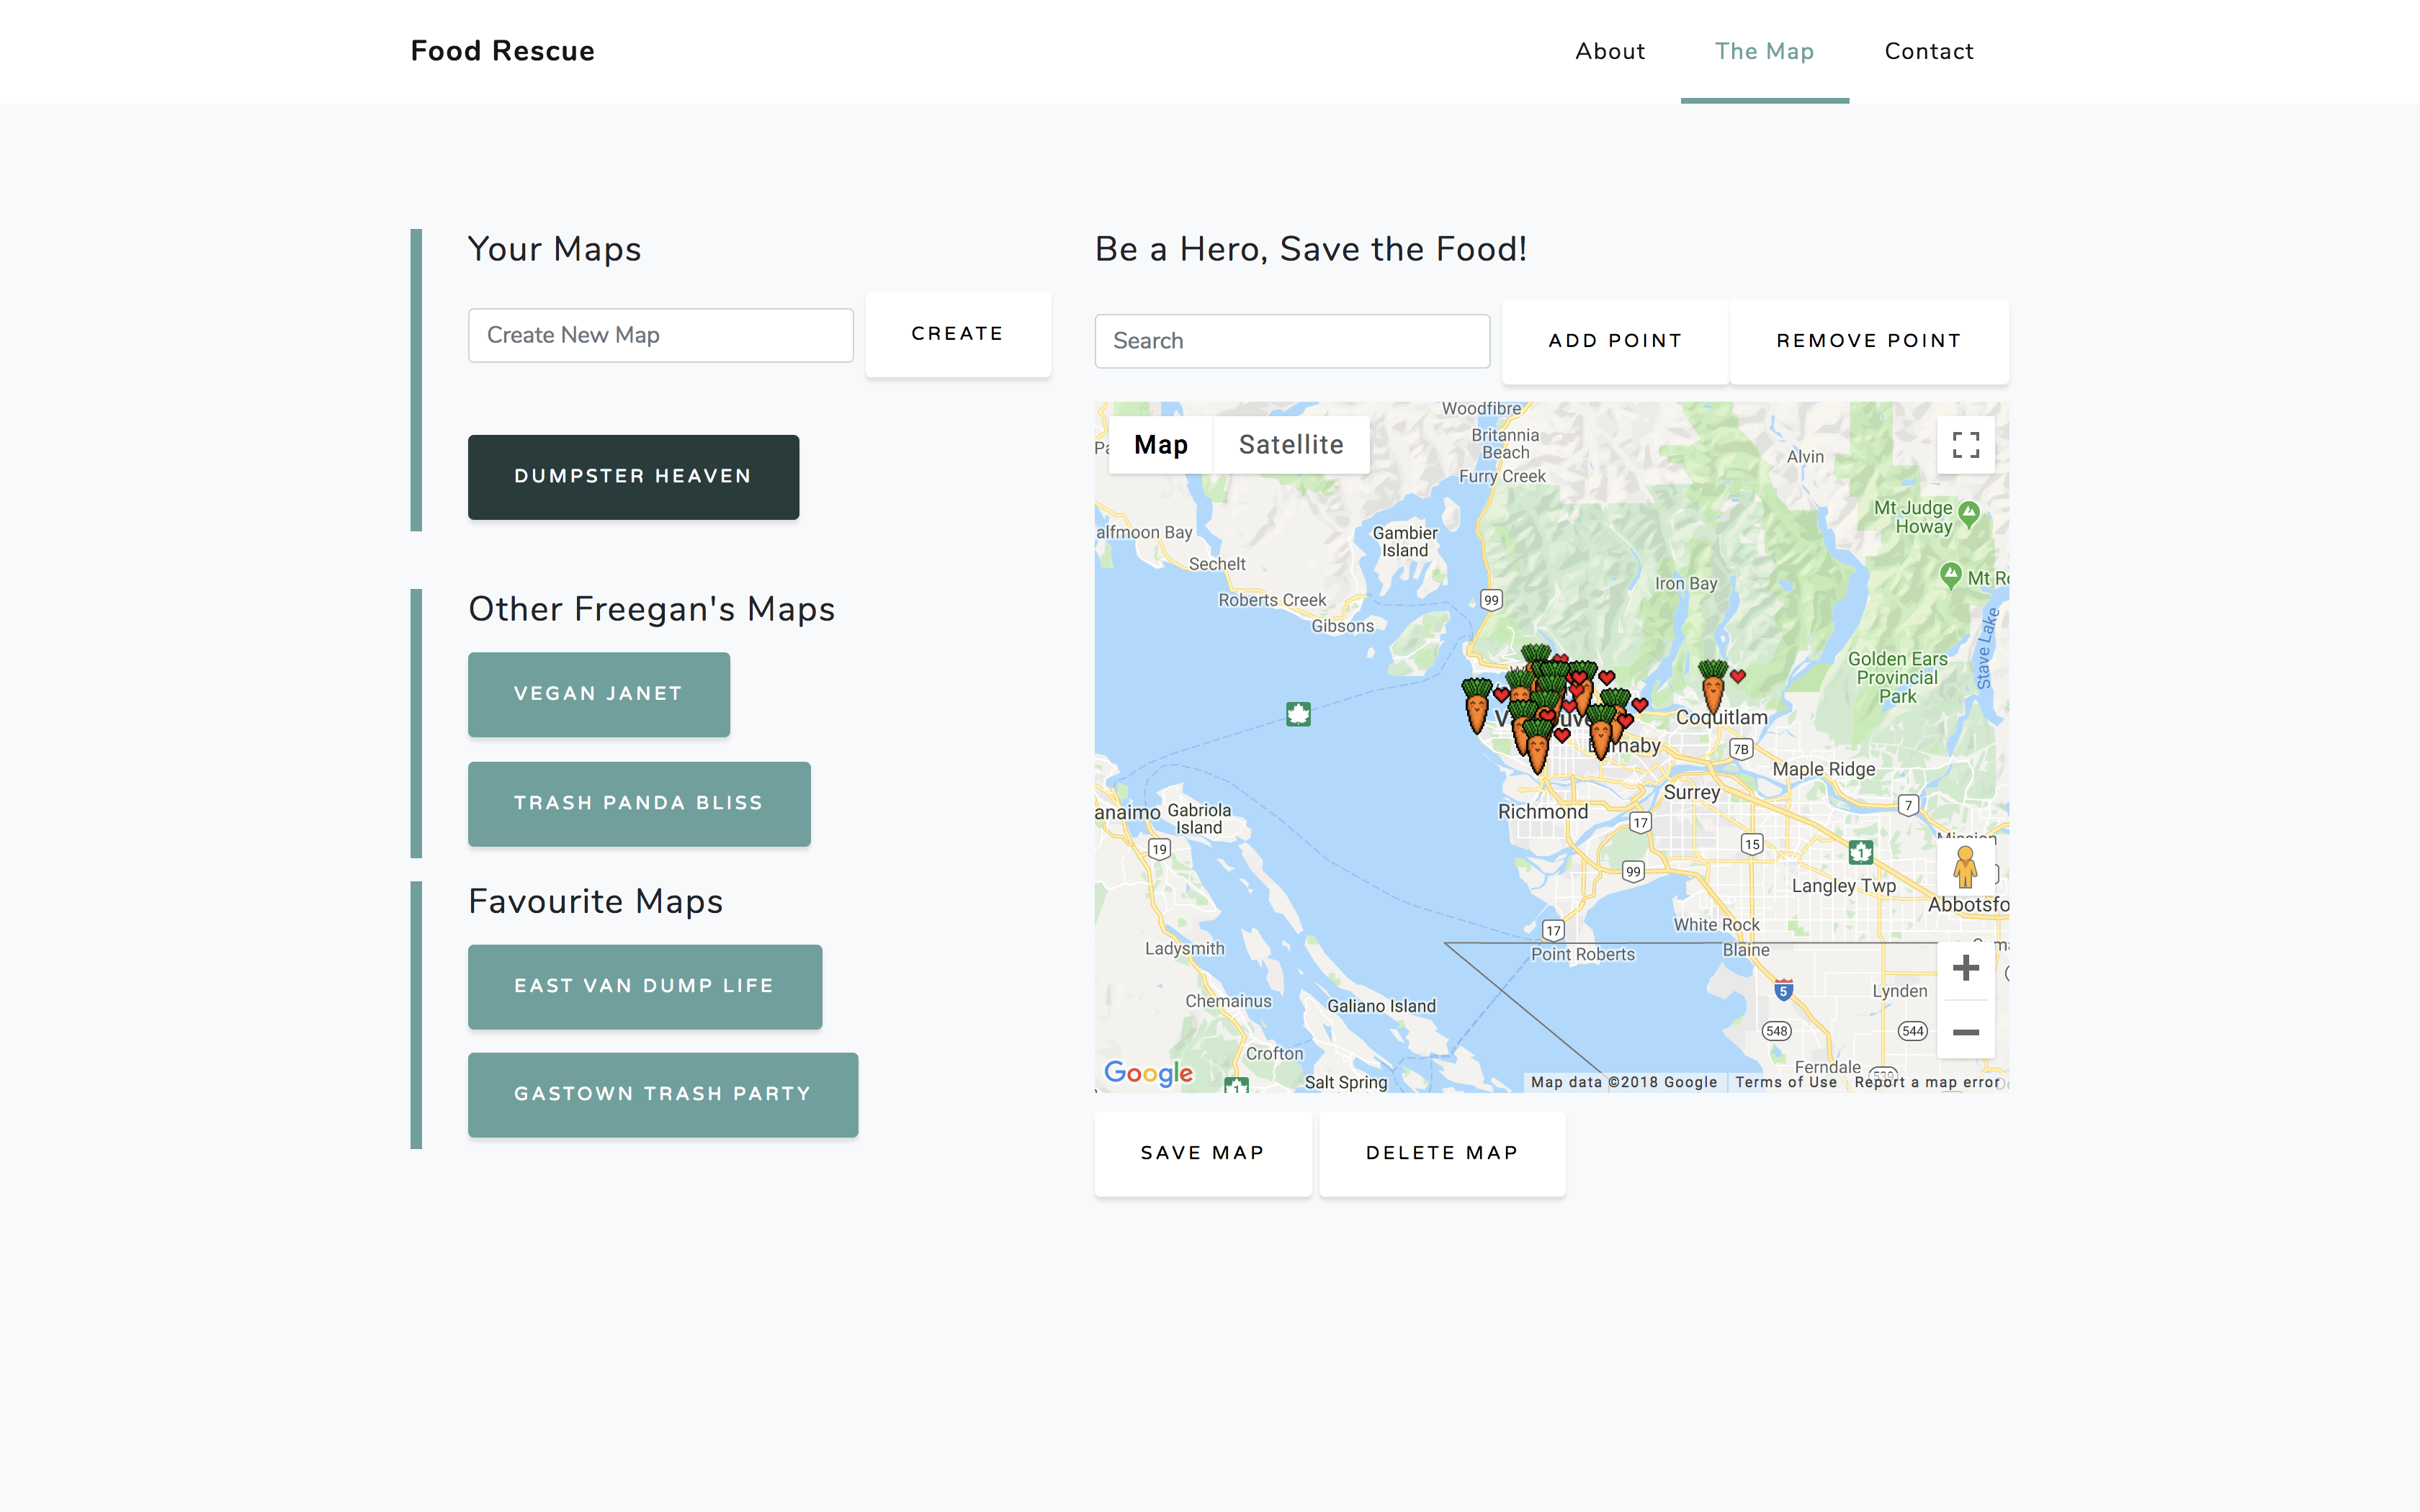 Food Rescue
About
The Map
Contact
Your Maps
Create New Map
CREATE
DUMPSTER HEAVEN
Other Freegan's Maps
VEGAN JANET
TRASH PANDA BLISS
Favourite Maps
EAST VAN DUMP LIFE
GASTOWN TRASH PARTY
Be a Hero, Save the Food!
Search
ADD POINT
REMOVE POINT
Map
Satellite
Woodfibre
Britannia
Beach
Furry Creek
Alvin
Mt Judge
Howay
alfmoon Bay
Gambier
Island
Sechelt
Iron Bay
Roberts Creek
99
Gibsons
Stave Lake
Golden Ears
Provincial
Park
Coquitlam
7B
Maple Ridge
Surrey
7
Richmond
anaimo
Gabriola
Island
17
19
15
1
99
Langley Twp
Abbotsfo
White Rock
17
Ladysmith
Point Roberts
Blaine
5
Lynden
Chemainus
Galiano Island
548
544
Crofton
Ferndale
Salt Spring
Google
Map data ©2018 Google
Terms of Use
Report a map error
SAVE MAP
DELETE MAP